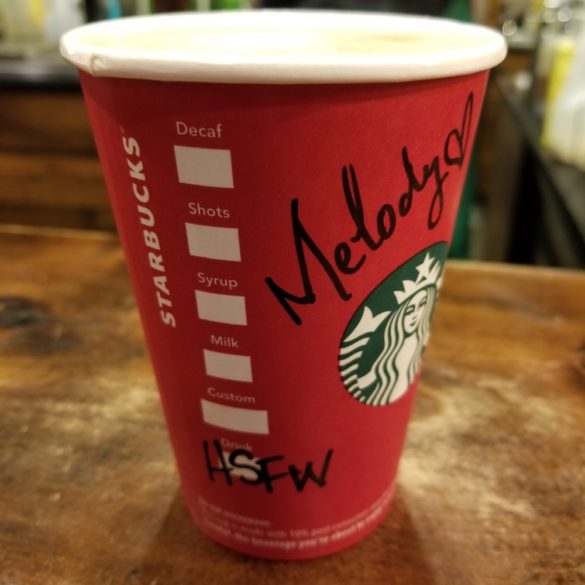 STARBUCKS
Decaf
Shots
Syrup
Milk
Custom
Drink
HSFW
Melody♡